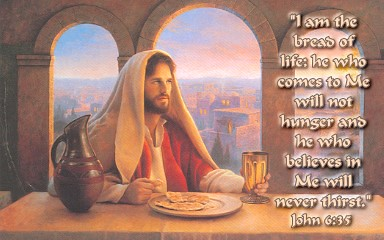 "I am the
bread of
life: he who
comes to Me
will not
hunger and
he who
believes in
Me will
never thirst."
John 6:35